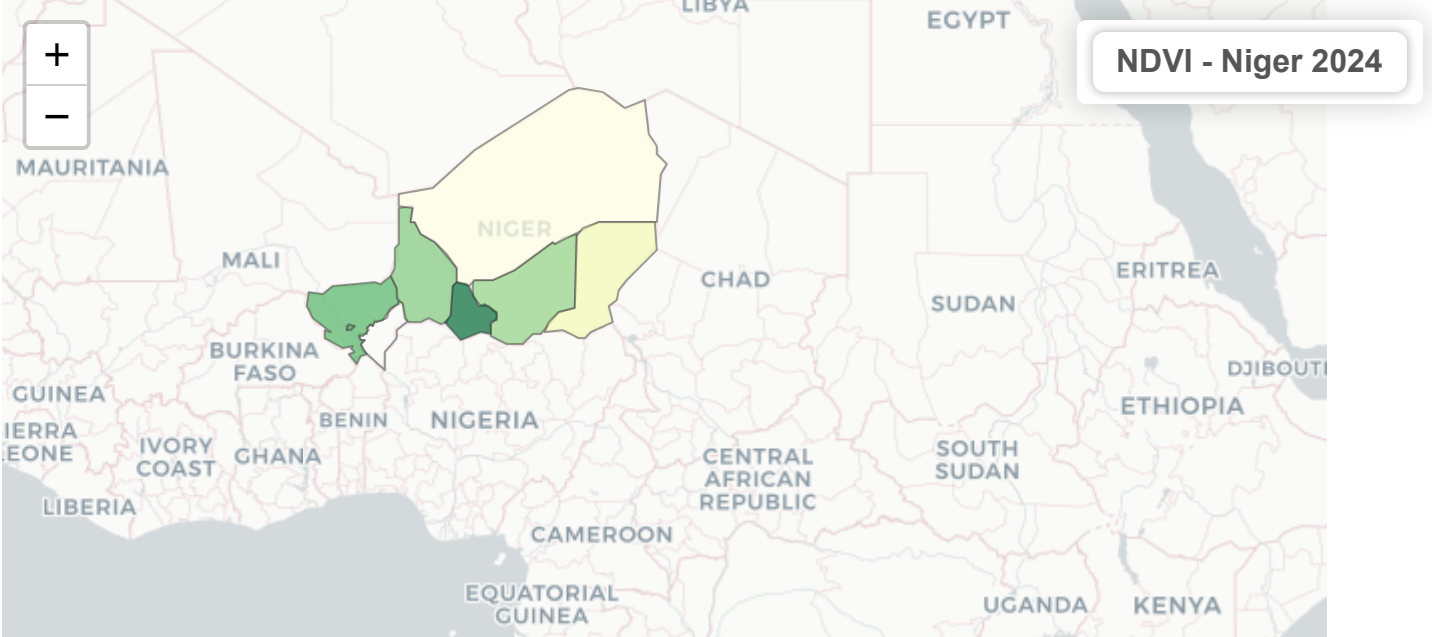 LIBYA
EGYPT
+
NDVI - Niger 2024
−
MAURITANIA
NIGER
MALI
CHAD
ERITREA
SUDAN
BURKINA
FASO
DJIBOUTI
GUINEA
ETHIOPIA
BENIN
NIGERIA
IERRA
LEONE
IVORY
COAST
GHANA
CENTRAL
AFRICAN
REPUBLIC
SOUTH
SUDAN
LIBERIA
CAMEROON
EQUATORIAL
GUINEA
UGANDA
KENYA